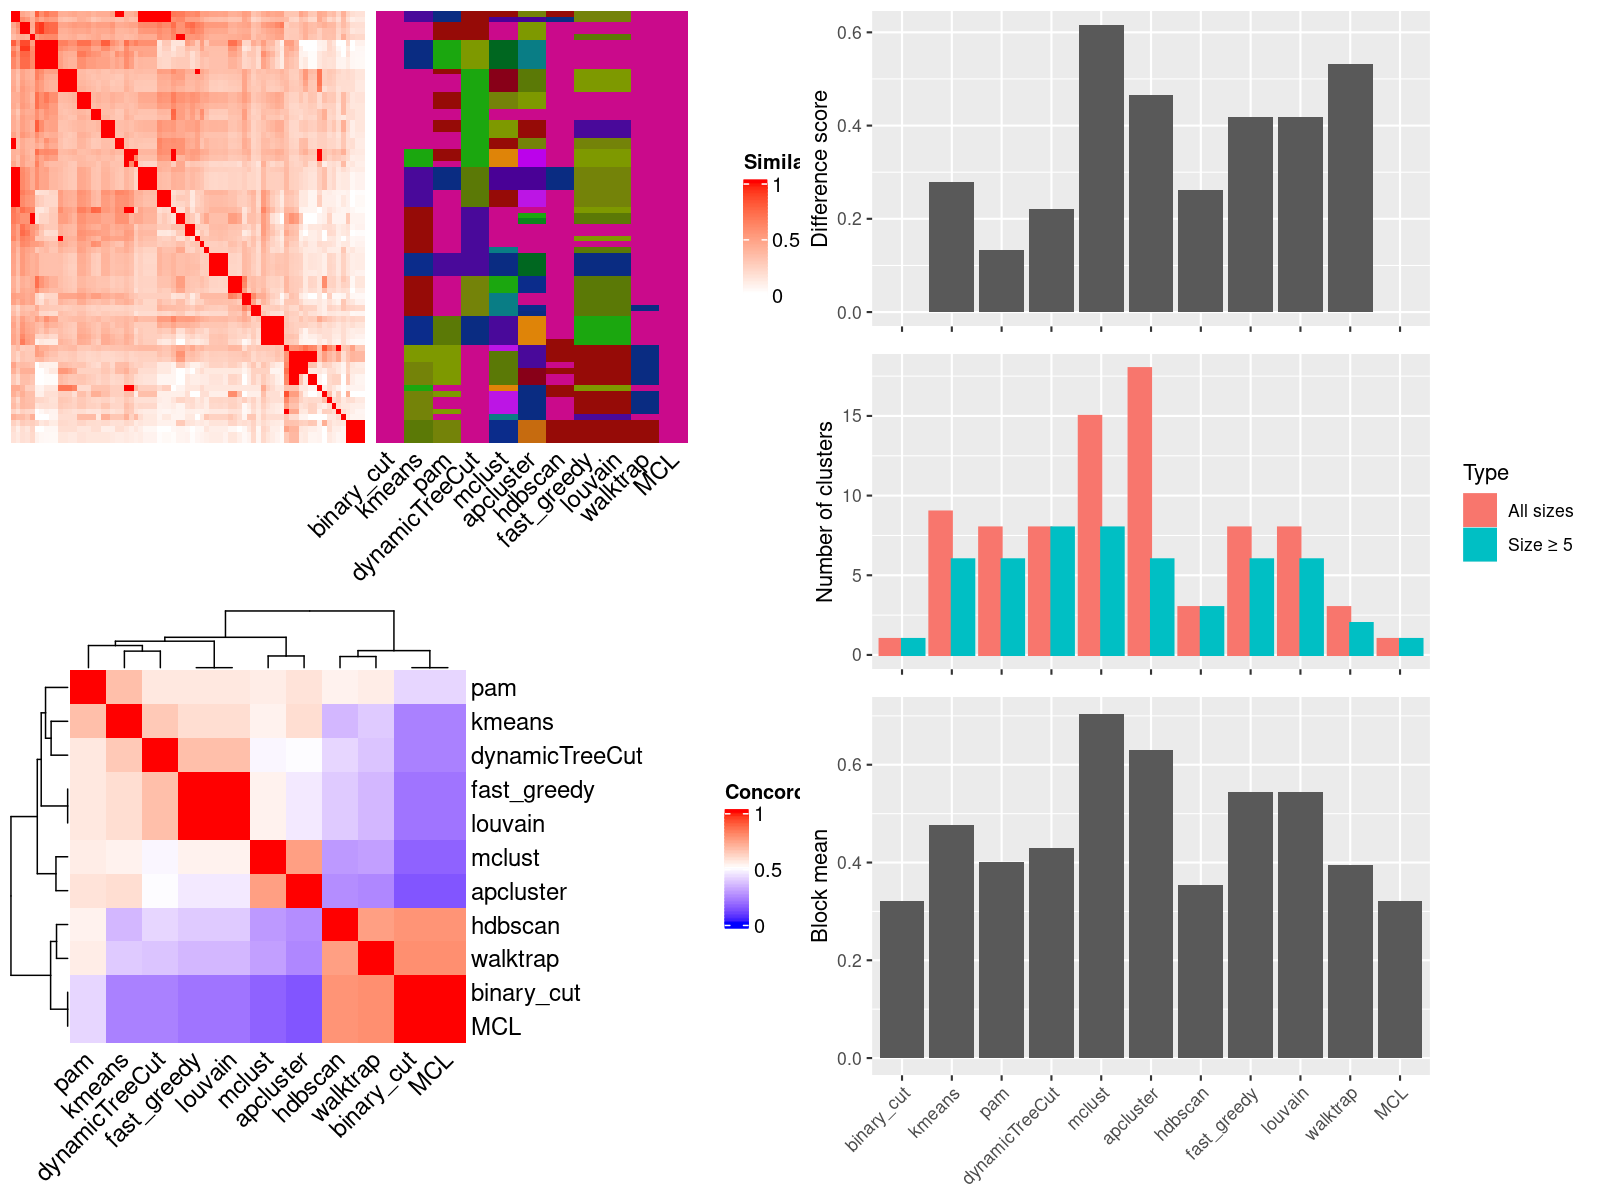 Simila
1
0.5
0
binary_cut
kmeans
pam
dynamicTreeCut
mclust
apcluster
hdbscan
fast_greedy
louvain
walktrap
MCL
pam
kmeans
dynamicTreeCut
fast_greedy
louvain
mclust
apcluster
hdbscan
walktrap
binary_cut
MCL
pam
kmeans
dynamicTreeCut
fast_greedy
louvain
mclust
apcluster
hdbscan
walktrap
binary_cut
MCL
Concord
1
0.5
0
Difference score
0.6
0.4
0.2
0.0
Number of clusters
15
10
5
0
Type
All sizes
Size ≥ 5
Block mean
0.6
0.4
0.2
0.0
binary_cut
kmeans
pam
dynamicTreeCut
mclust
apcluster
hdbscan
fast_greedy
louvain
walktrap
MCL